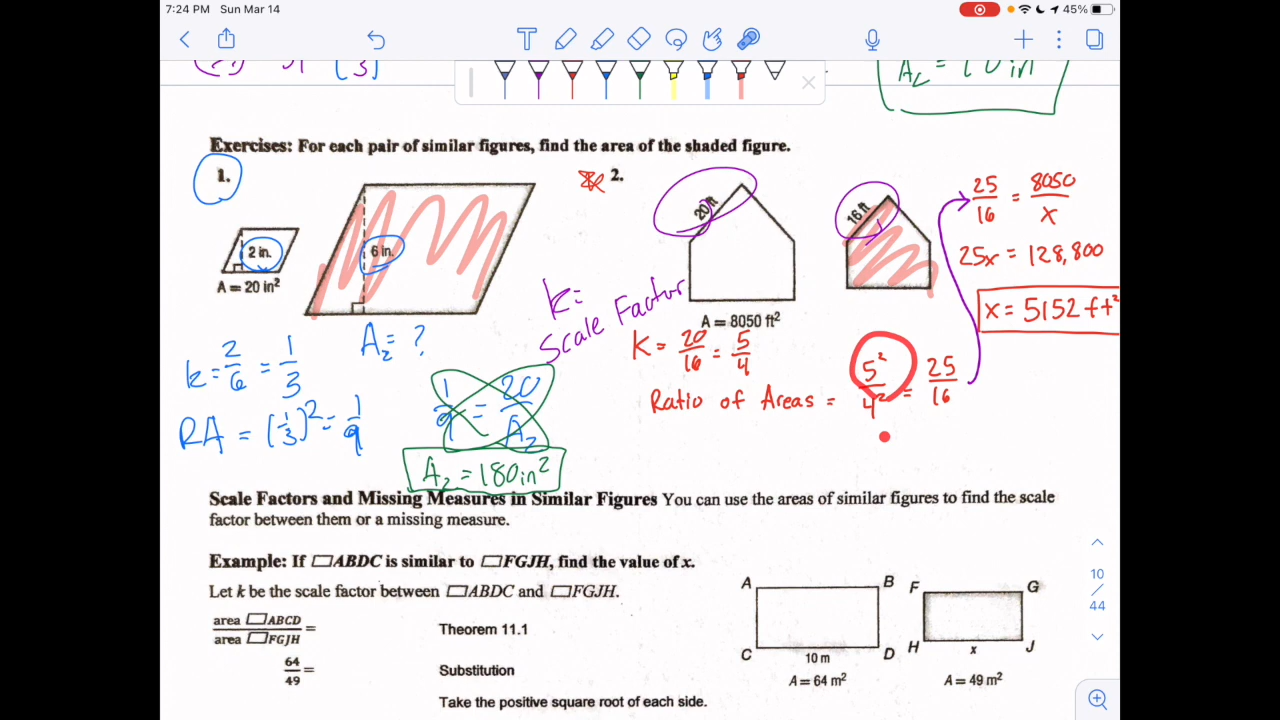 7:24 PM Sun Mar 14
45%
A_c = 10 in
Exercises: For each pair of similar figures, find the area of the shaded figure.
1.
2 in.
A = 20 in²
6 in.
A₂ = ?
k = 2/6 = 1/3
RA = (1/3)² = 1/9
1/9 = 20/A₂
A₂ = 180 in²
k =
Scale Factor
2.
20 ft
A = 8050 ft²
16 ft
K = 20/16 = 5/4
Ratio of Areas = 5²/4² = 25/16
25/16 = 8050/x
25x = 128,800
x = 5152 ft²
Scale Factors and Missing Measures in Similar Figures You can use the areas of similar figures to find the scale
factor between them or a missing measure.
Example: If ▱ABDC is similar to ▱FGJH, find the value of x.
Let k be the scale factor between ▱ABDC and ▱FGJH.
area ▱ABCD / area ▱FGJH =
Theorem 11.1
64/49 =
Substitution
Take the positive square root of each side.
A
B
C
D
10 m
A = 64 m²
F
G
H
J
x
A = 49 m²
10
/
44